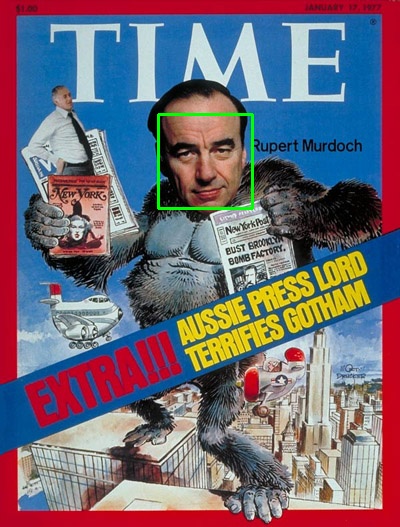 $1.00
JANUARY 17, 1977
TIME
®
Rupert Murdoch
NEW YORK
New York Post
BUST BROOKLYN
BOMB FACTORY.
EXTRA!!!
AUSSIE PRESS LORD
TERRIFIES GOTHAM